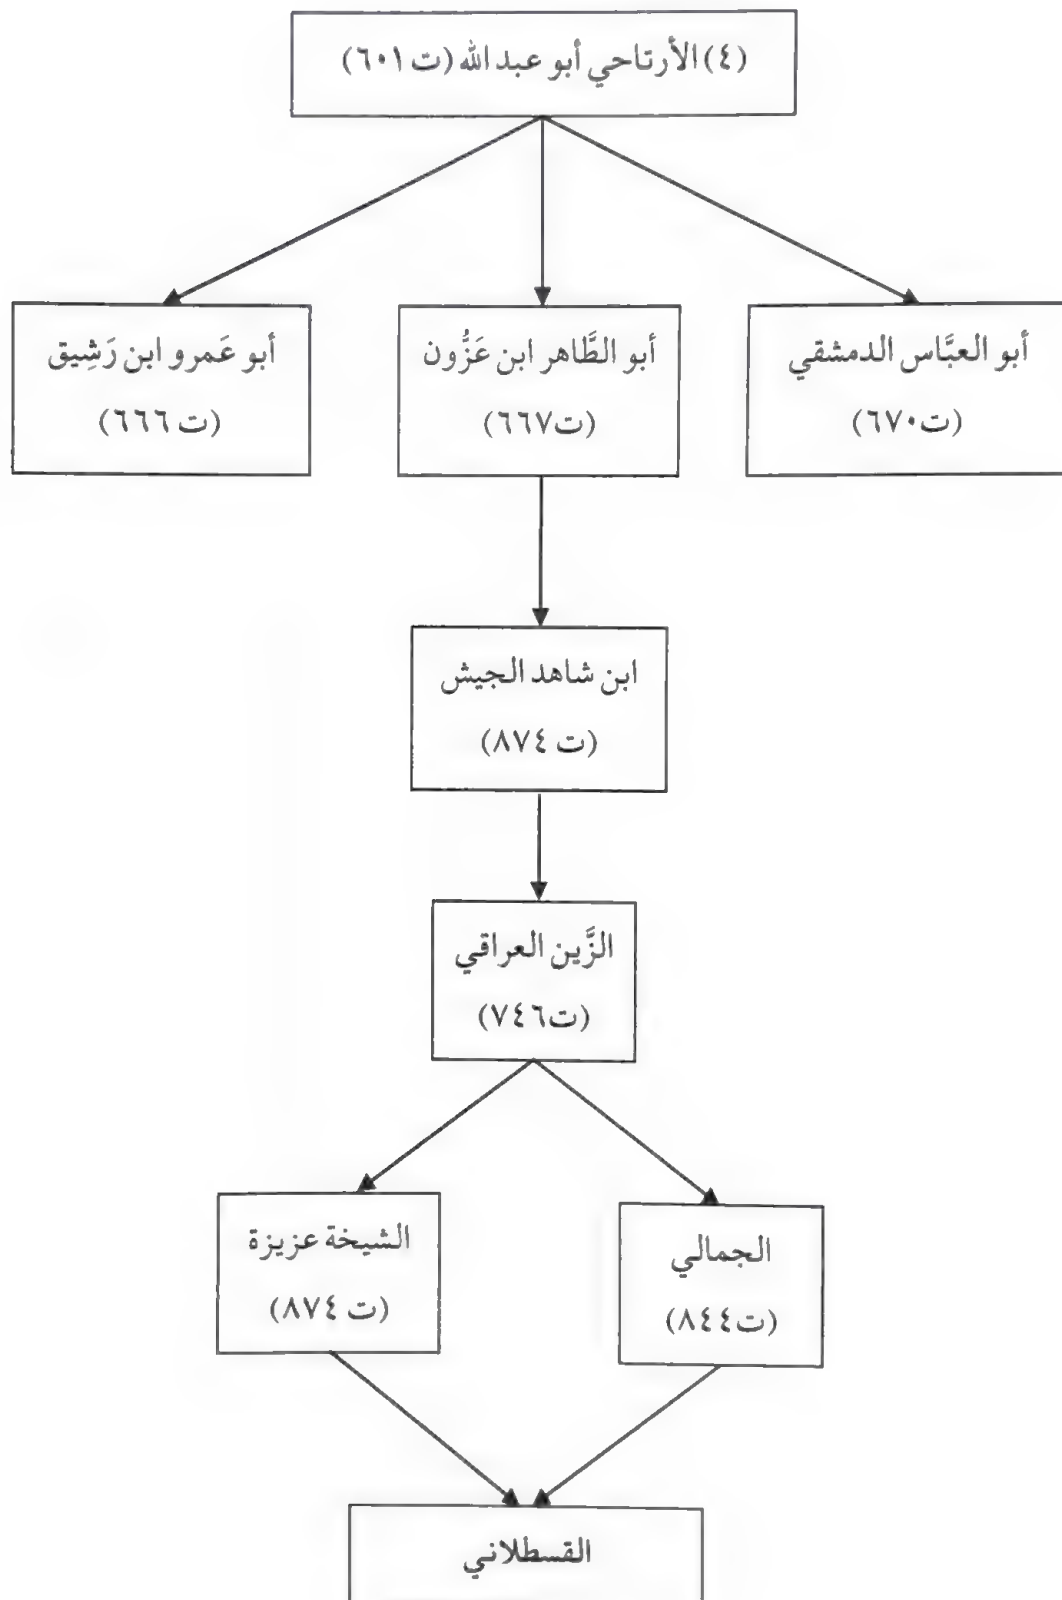 (٤) الأرتاحي أبو عبد الله (ت ٦٠١)
أبو العبَّاس الدمشقي
(ت٦٧٠)
أبو الطَّاهر ابن عَزُّون
(ت٦٦٧)
أبو عَمرو ابن رَشِيق
(ت ٦٦٦)
ابن شاهد الجيش
(ت ٨٧٤)
الزَّين العراقي
(ت٧٤٦)
الجمالي
(ت٨٤٤)
الشيخة عزيزة
(ت ٨٧٤)
القسطلاني